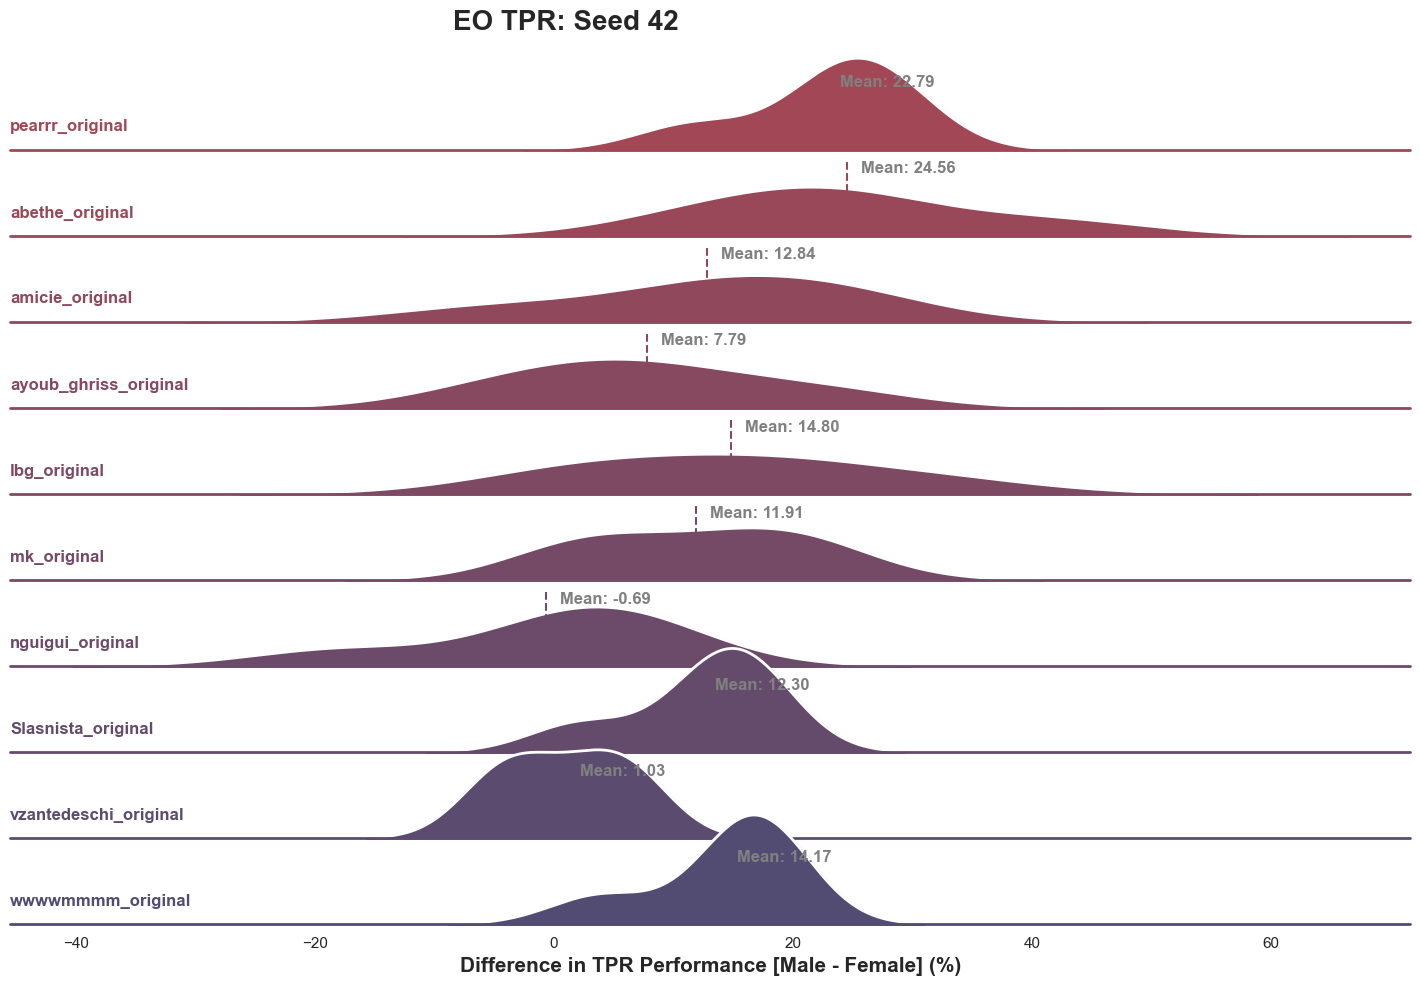 EO TPR: Seed 42
Mean: 22.79
pearrr_original
Mean: 24.56
abethe_original
Mean: 12.84
amicie_original
Mean: 7.79
ayoub_ghriss_original
Mean: 14.80
lbg_original
Mean: 11.91
mk_original
Mean: -0.69
nguigui_original
Mean: 12.30
Slasnista_original
Mean: 1.03
vzantedeschi_original
Mean: 14.17
wwwwmmmm_original
−40 −20 0 20 40 60
Difference in TPR Performance [Male - Female] (%)